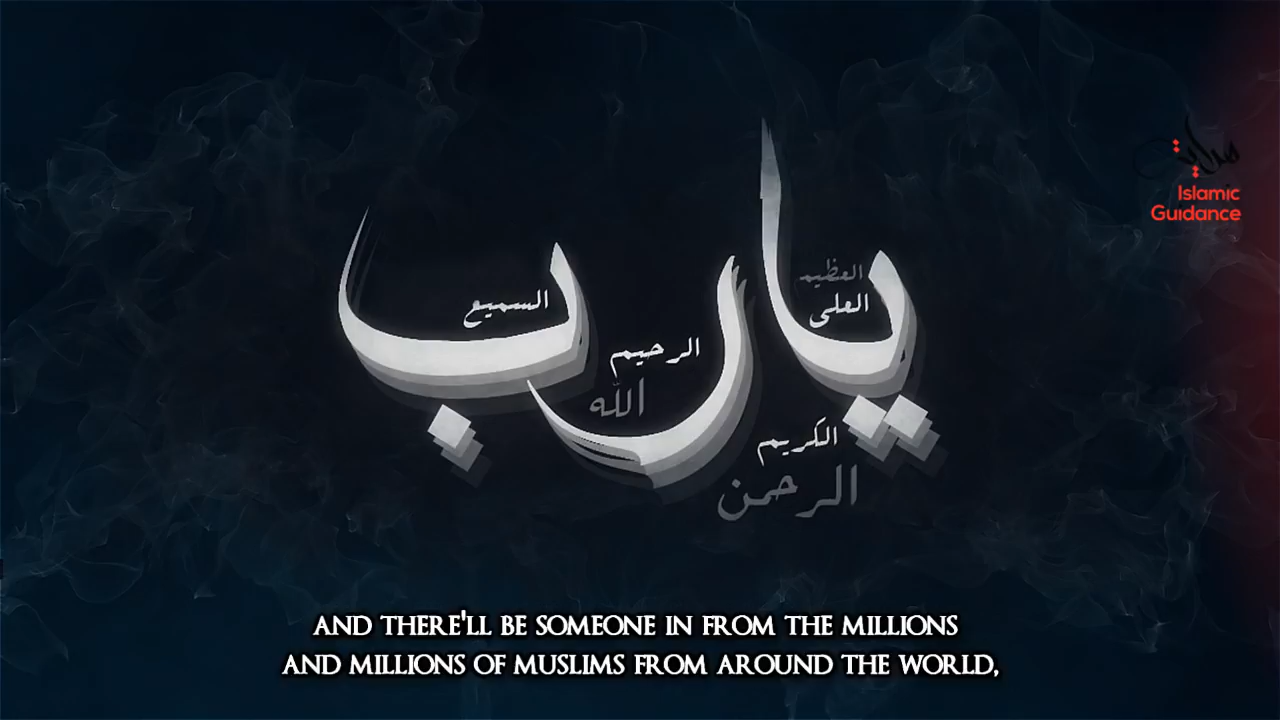 يارب
العظيم
العلى
السميع
الرحيم
الله
الكريم
الرحمن
هداية
Islamic
Guidance
AND THERE'LL BE SOMEONE IN FROM THE MILLIONS
AND MILLIONS OF MUSLIMS FROM AROUND THE WORLD,